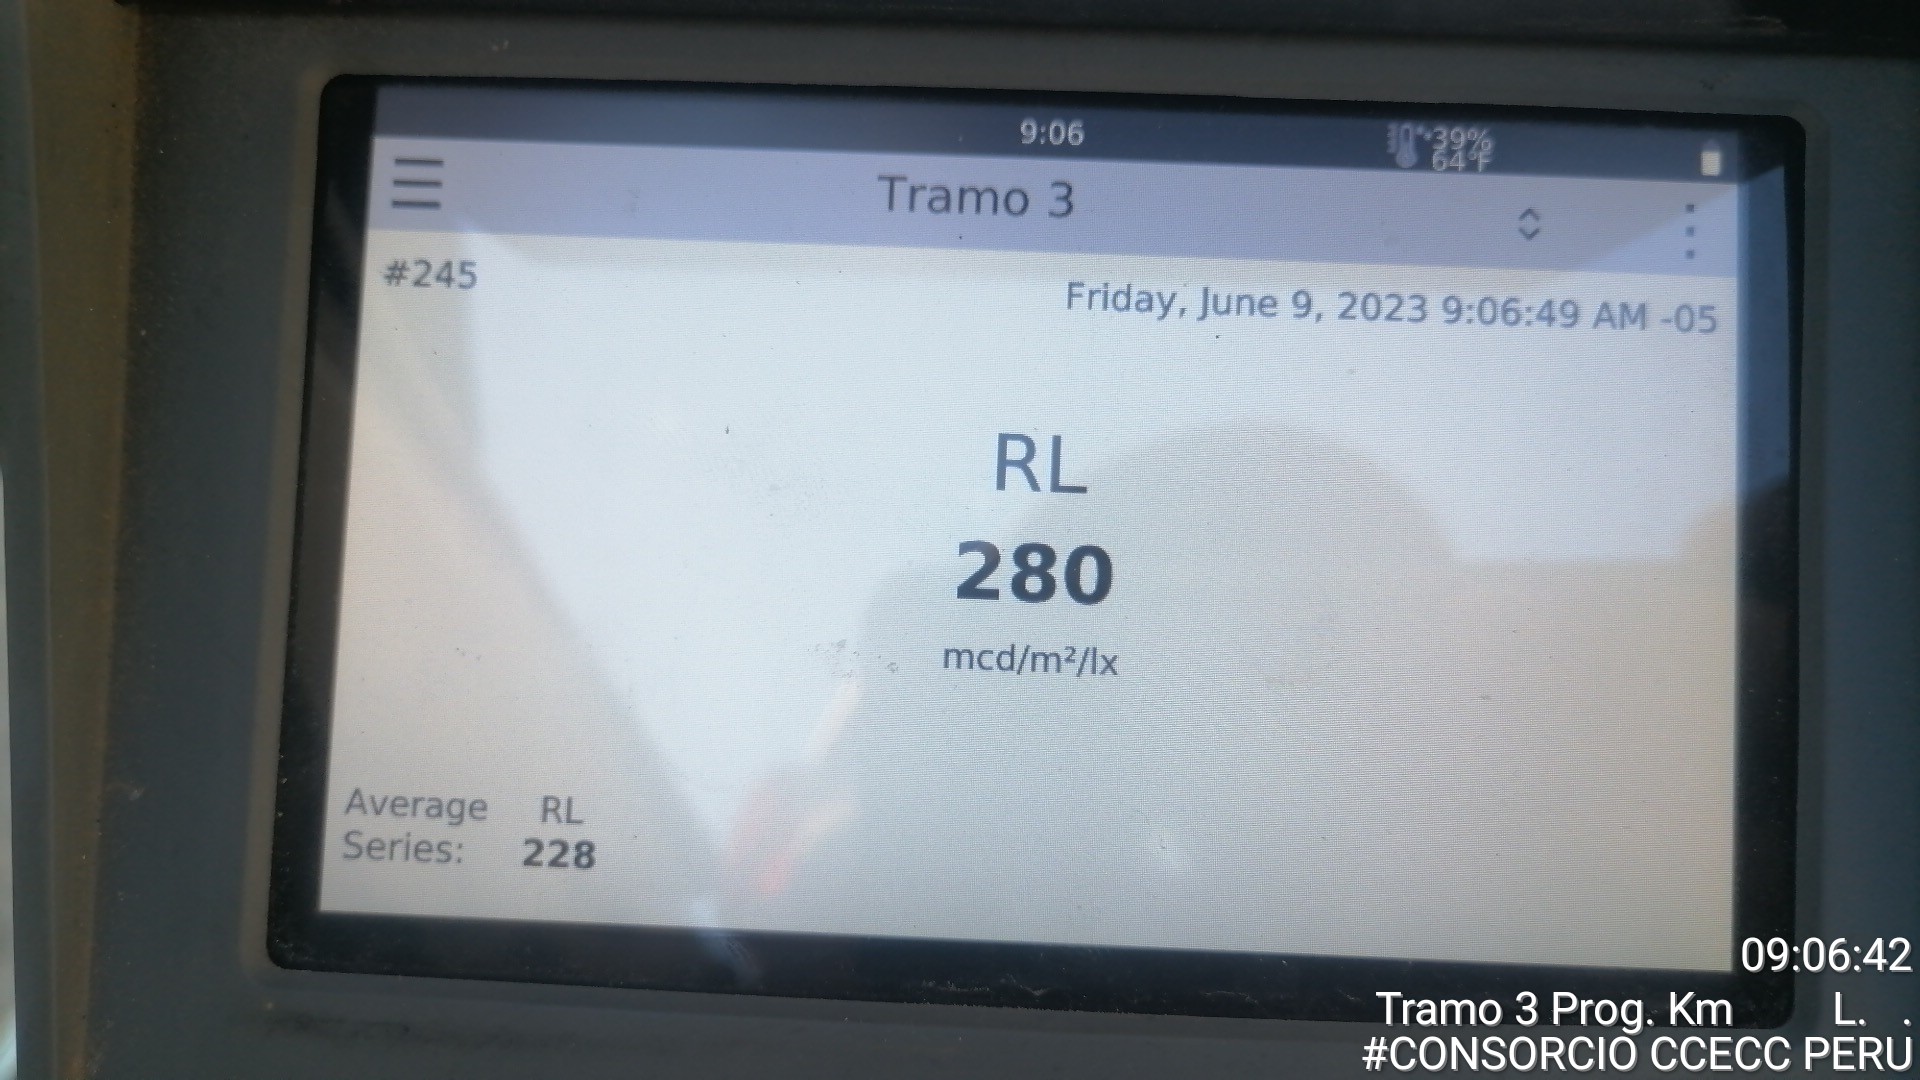 9:06
39%
64°F
Tramo 3
#245
Friday, June 9, 2023 9:06:49 AM -05
RL
280
mcd/m²/lx
Average RL
Series: 228
09:06:42
Tramo 3 Prog. Km L. .
#CONSORCIO CCECC PERU